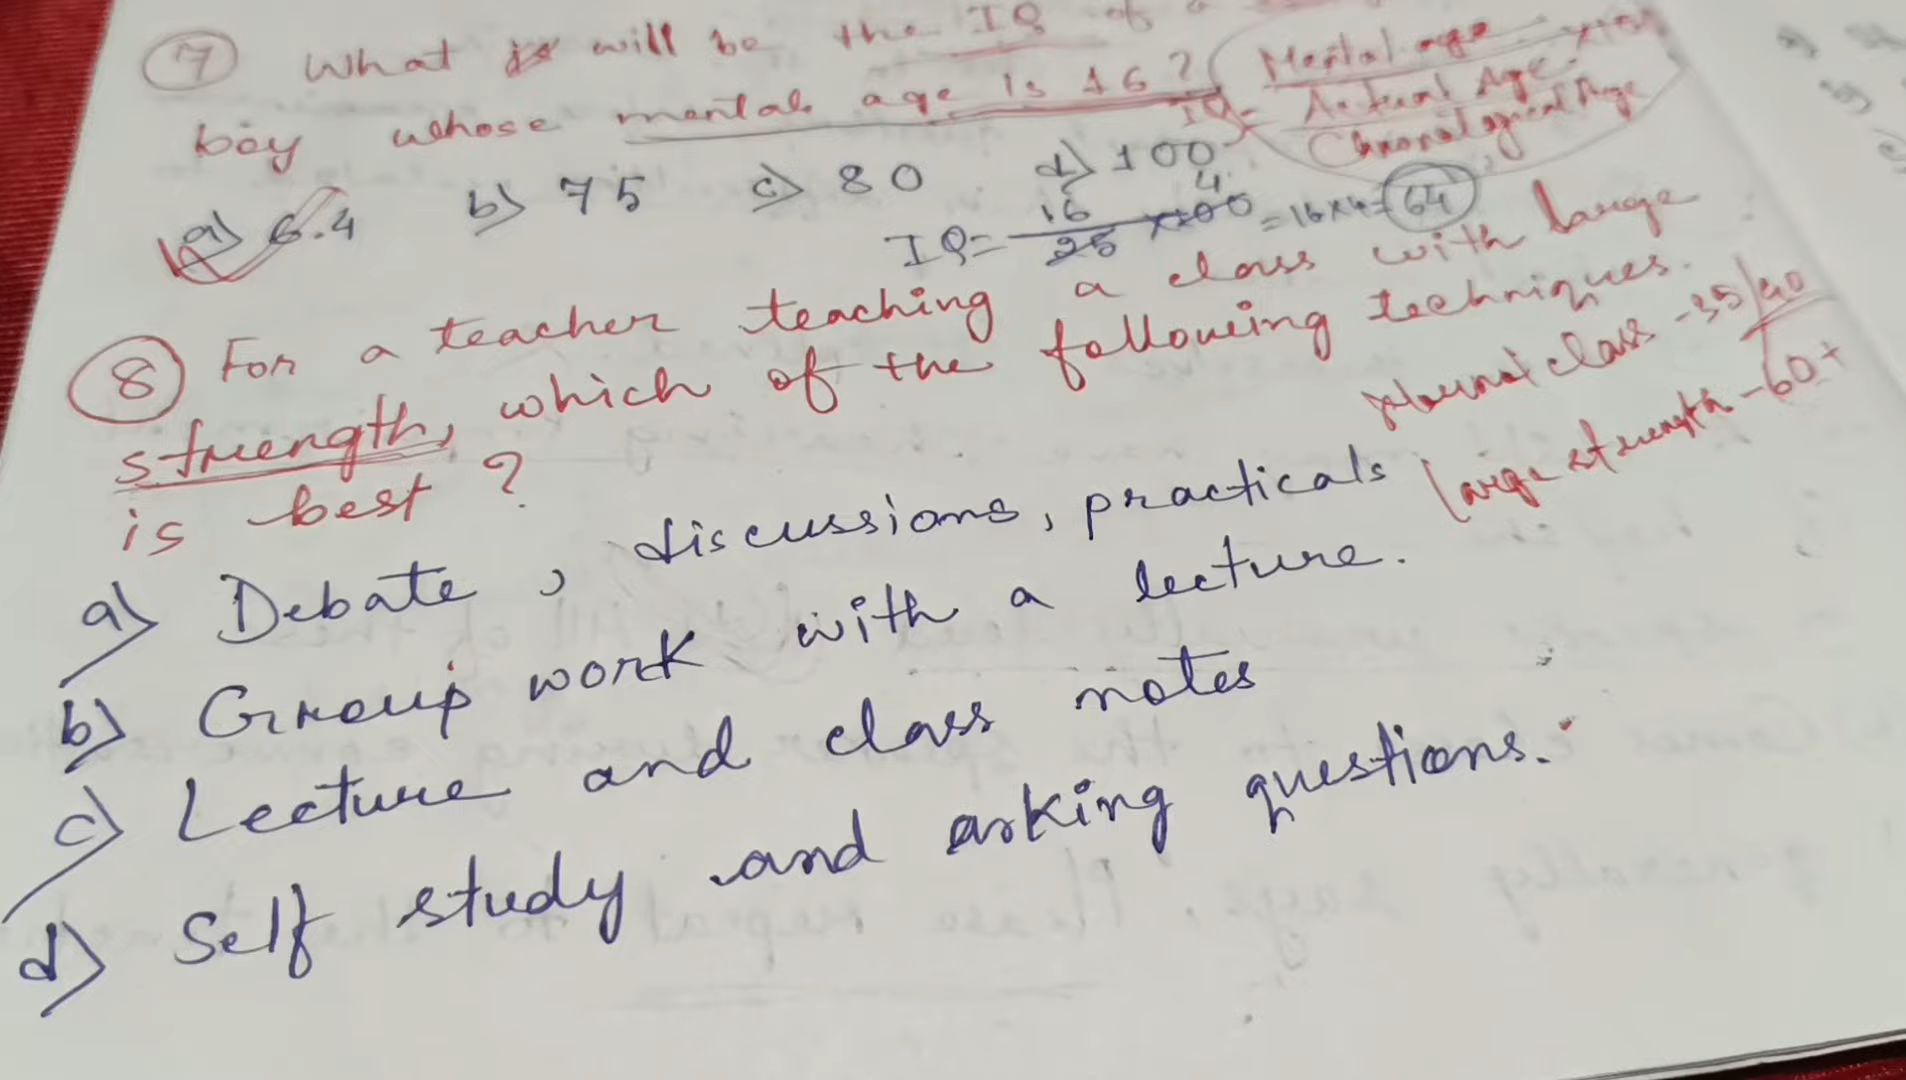 7 What is will be the IQ of a
boy whose mental age is 16?
IQ = Mental age
Actual Age
Chronological Age
a) 6.4 b) 75 c) 80 d) 100
IQ = 16/25 × 100 4 = 16×4 = 64
8 For a teacher teaching a class with large
strength, which of the following techniques.
is best ?
class - 35/40
large strength - 60+
a) Debate, discussions, practicals
b) Group work with a lecture.
c) Lecture and class notes
d) Self study and asking questions.